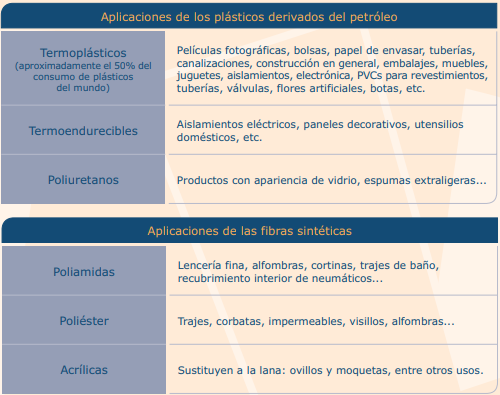 Aplicaciones de los plásticos derivados del petróleo
Termoplásticos
(aproximadamente el 50% del
consumo de plásticos
del mundo)
Películas fotográficas, bolsas, papel de envasar, tuberías,
canalizaciones, construcción en general, embalajes, muebles,
juguetes, aislamientos, electrónica, PVCs para revestimientos,
tuberías, válvulas, flores artificiales, botas, etc.
Termoendurecibles
Aislamientos eléctricos, paneles decorativos, utensilios
domésticos, etc.
Poliuretanos
Productos con apariencia de vidrio, espumas extraligeras...
Aplicaciones de las fibras sintéticas
Poliamidas
Lencería fina, alfombras, cortinas, trajes de baño,
recubrimiento interior de neumáticos...
Poliéster
Trajes, corbatas, impermeables, visillos, alfombras...
Acrílicas
Sustituyen a la lana: ovillos y moquetas, entre otros usos.